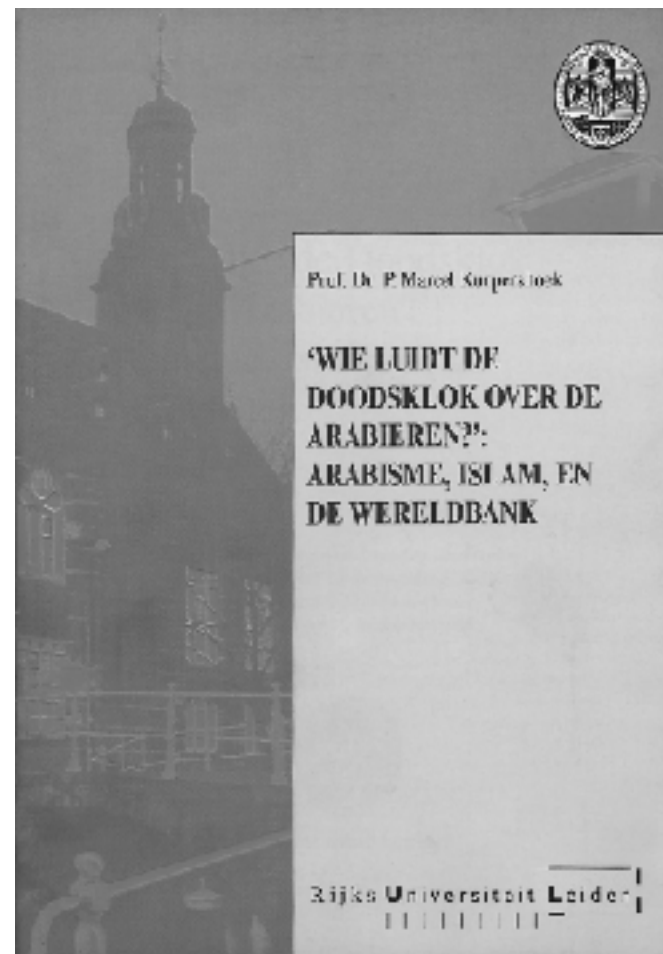 Prof. Dr. P. Marcel Kurpershoek
'WIE LUIDT DE
DOODSKLOK OVER DE
ARABIEREN?':
ARABISME, ISLAM, EN
DE WERELDBANK
Rijks Universiteit Leiden